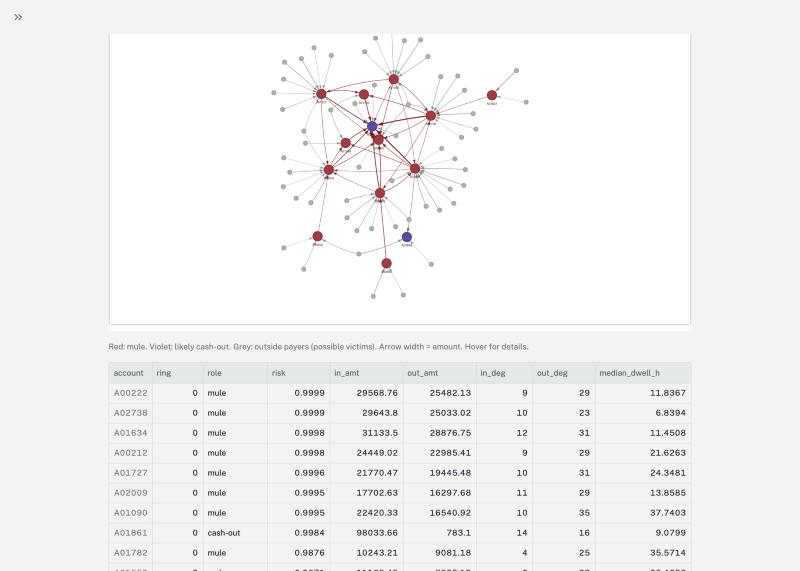 »
Red: mule. Violet: likely cash-out. Grey: outside payers (possible victims). Arrow width = amount. Hover for details.
account ring role risk in_amt out_amt in_deg out_deg median_dwell_h
A00222 0 mule 0.9999 29568.76 25482.13 9 29 11.8367
A02738 0 mule 0.9999 29643.8 25033.02 10 23 6.8394
A01634 0 mule 0.9998 31133.5 28876.75 12 31 11.4508
A00212 0 mule 0.9998 24449.02 22985.41 9 29 21.6263
A01727 0 mule 0.9996 21770.47 19445.48 10 31 24.3481
A02009 0 mule 0.9995 17702.63 16297.68 11 29 13.8585
A01090 0 mule 0.9995 22420.33 16540.92 10 35 37.7403
A01861 0 cash-out 0.9984 98033.66 783.1 14 16 9.0799
A01782 0 mule 0.9876 10243.21 9081.18 4 25 35.5714